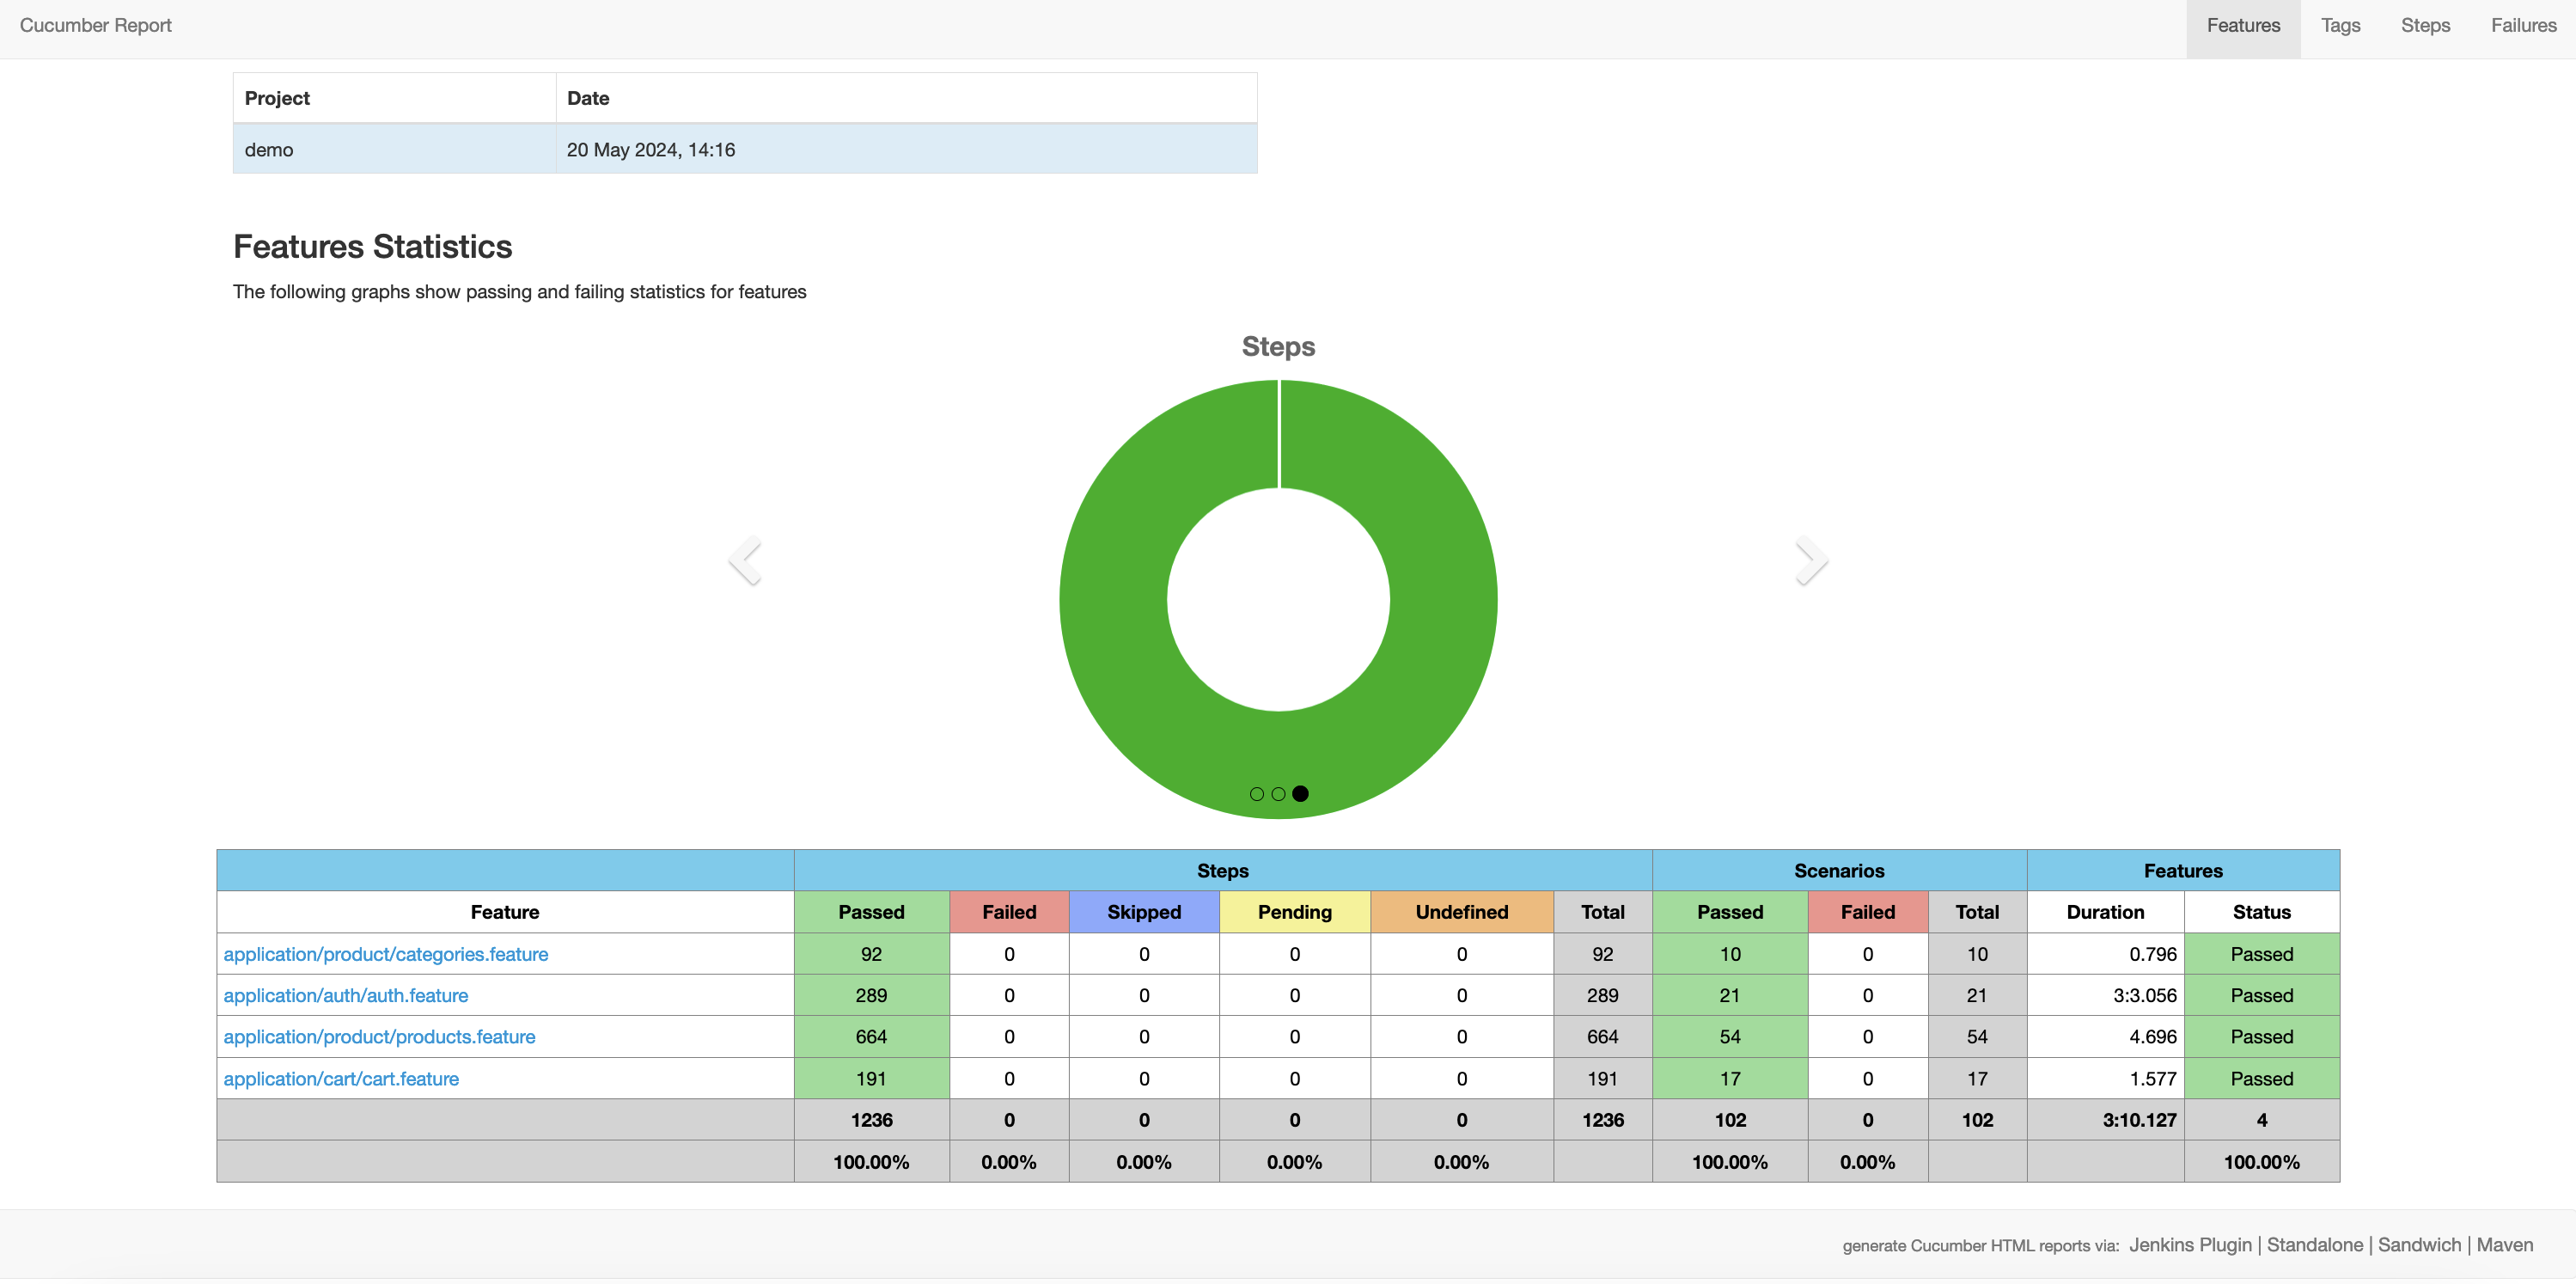 Cucumber Report Features Tags Steps Failures
Project Date
demo 20 May 2024, 14:16
Features Statistics
The following graphs show passing and failing statistics for features
Steps
Steps Scenarios Features
Feature Passed Failed Skipped Pending Undefined Total Passed Failed Total Duration Status
application/product/categories.feature 92 0 0 0 0 92 10 0 10 0.796 Passed
application/auth/auth.feature 289 0 0 0 0 289 21 0 21 3:3.056 Passed
application/product/products.feature 664 0 0 0 0 664 54 0 54 4.696 Passed
application/cart/cart.feature 191 0 0 0 0 191 17 0 17 1.577 Passed
1236 0 0 0 0 1236 102 0 102 3:10.127 4
100.00% 0.00% 0.00% 0.00% 0.00% 100.00% 0.00% 100.00%
generate Cucumber HTML reports via: Jenkins Plugin | Standalone | Sandwich | Maven